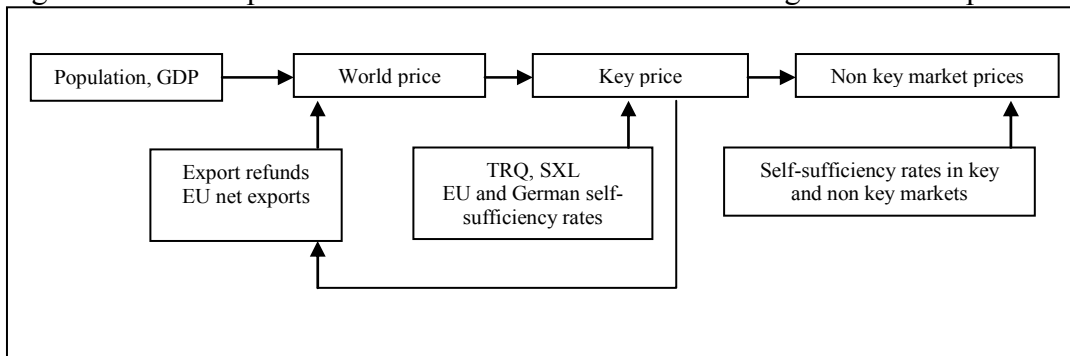 Population, GDP
World price
Key price
Non key market prices
Export refunds
EU net exports
TRQ, SXL
EU and German self-
sufficiency rates
Self-sufficiency rates in key
and non key markets